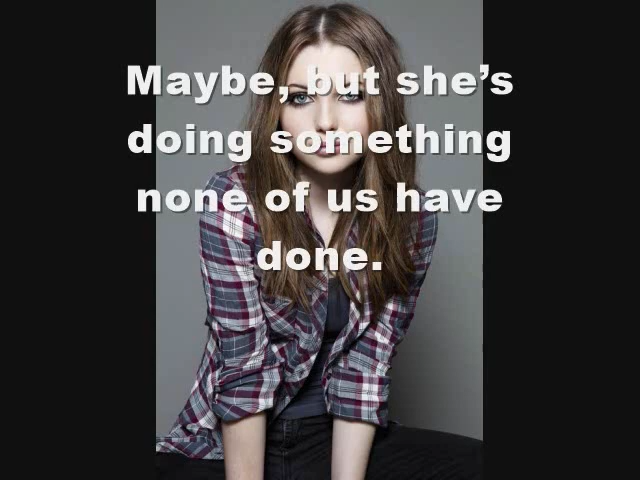 Maybe, but she’s
doing something
none of us have
done.